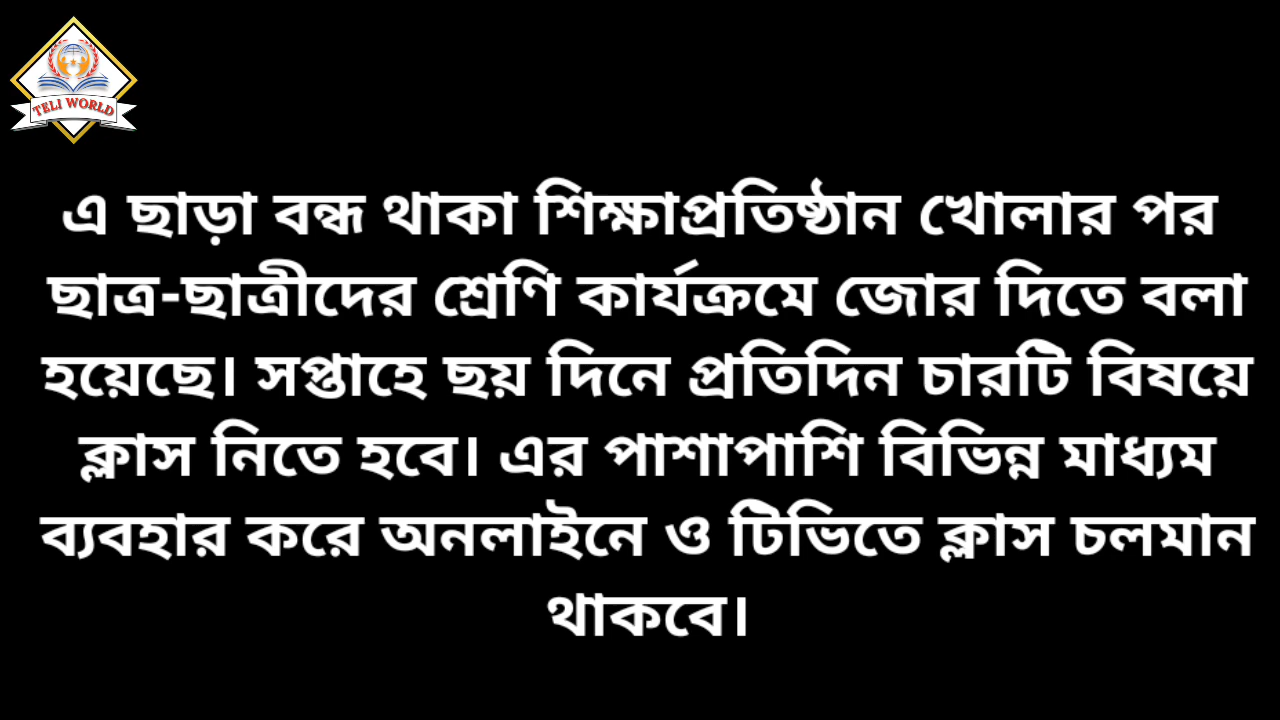 TELI WORLD
এ ছাড়া বন্ধ থাকা শিক্ষাপ্রতিষ্ঠান খোলার পর
ছাত্র-ছাত্রীদের শ্রেণি কার্যক্রমে জোর দিতে বলা
হয়েছে। সপ্তাহে ছয় দিনে প্রতিদিন চারটি বিষয়ে
ক্লাস নিতে হবে। এর পাশাপাশি বিভিন্ন মাধ্যম
ব্যবহার করে অনলাইনে ও টিভিতে ক্লাস চলমান
থাকবে।